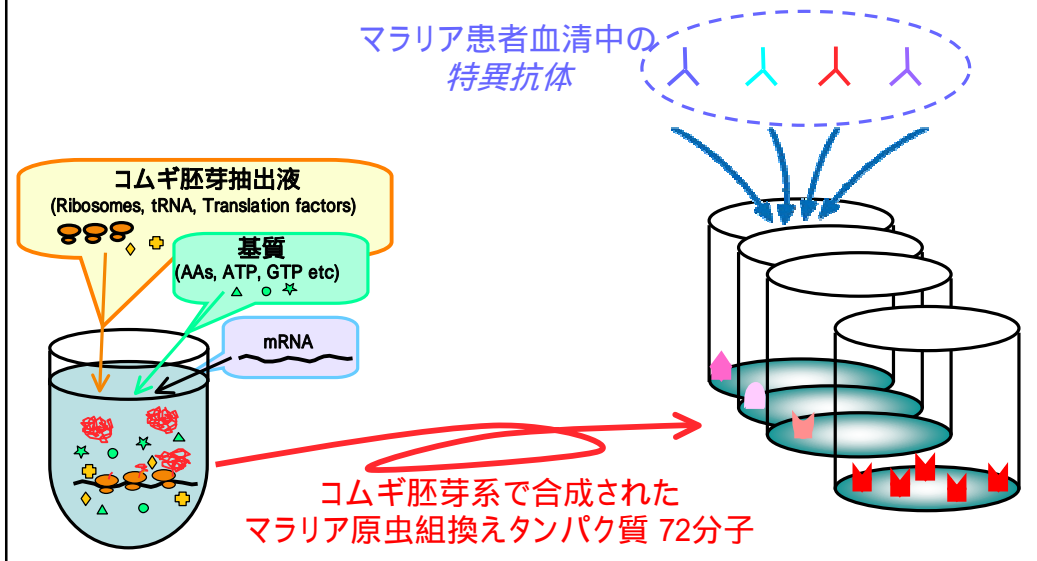 マラリア患者血清中の
特異抗体
コムギ胚芽抽出液
(Ribosomes, tRNA, Translation factors)
基質
(AAs, ATP, GTP etc)
mRNA
コムギ胚芽系で合成された
マラリア原虫組換えタンパク質 72分子